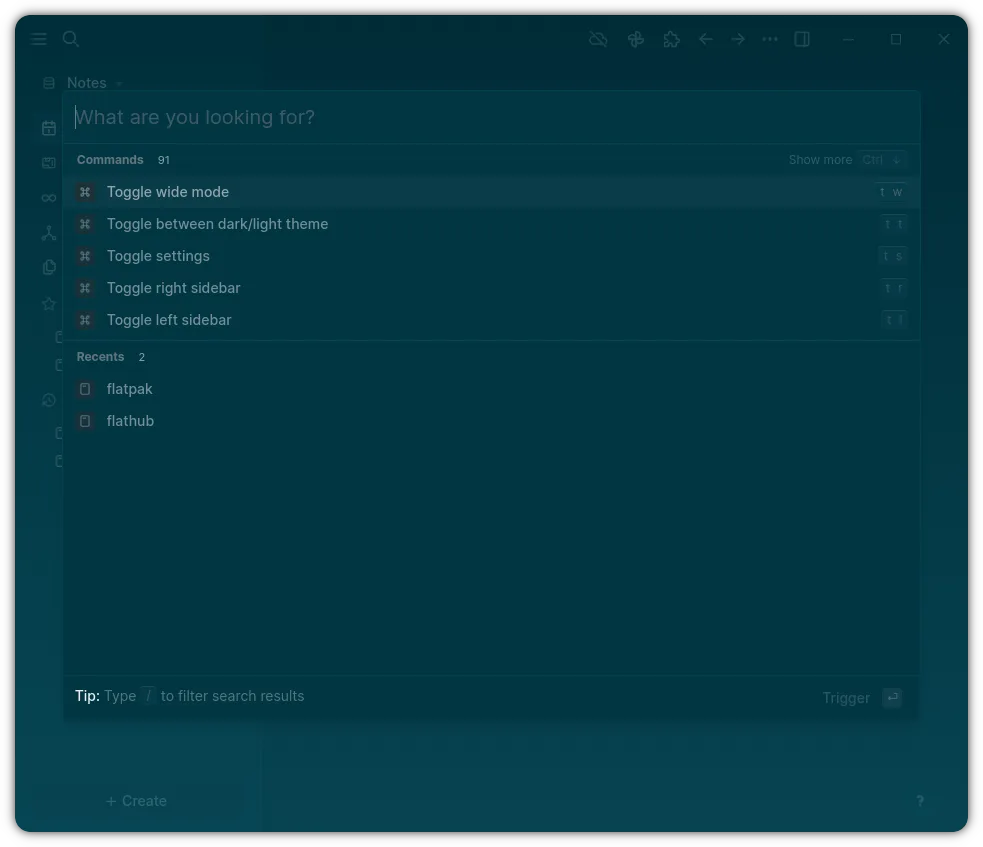 Notes
What are you looking for?
Commands 91 Show more Ctrl ↓
Toggle wide mode t w
Toggle between dark/light theme t t
Toggle settings t s
Toggle right sidebar t r
Toggle left sidebar t l
Recents 2
flatpak
flathub
Tip: Type / to filter search results Trigger
+ Create ?